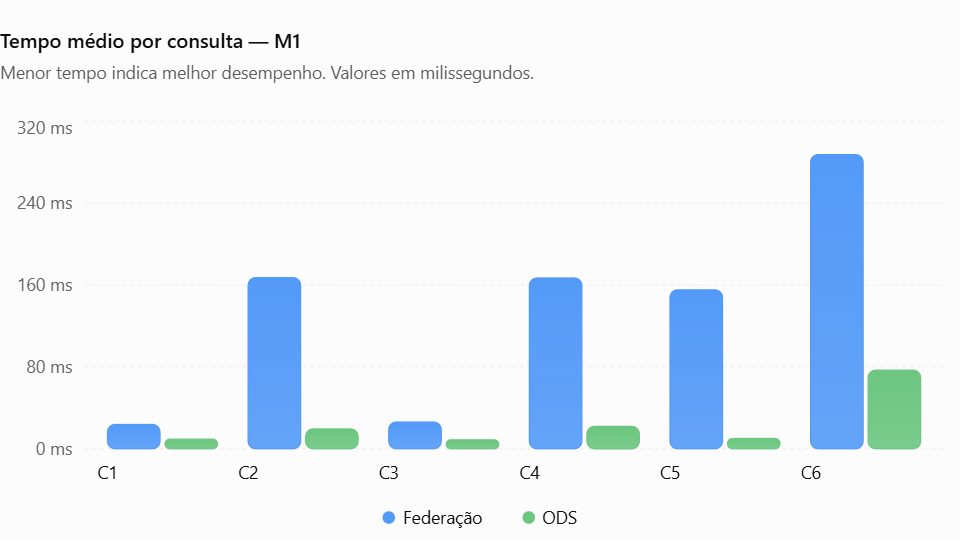 Tempo médio por consulta — M1
Menor tempo indica melhor desempenho. Valores em milissegundos.
320 ms
240 ms
160 ms
80 ms
0 ms
C1 C2 C3 C4 C5 C6
Federação ODS